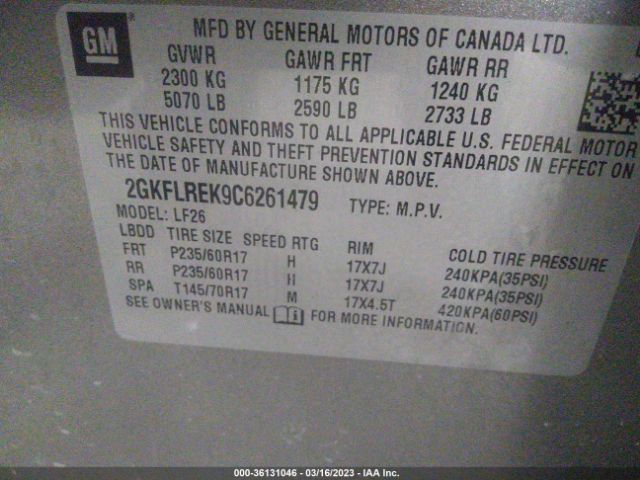 GM
MFD BY GENERAL MOTORS OF CANADA LTD.
GVWR GAWR FRT GAWR RR
2300 KG 1175 KG 1240 KG
5070 LB 2590 LB 2733 LB
THIS VEHICLE CONFORMS TO ALL APPLICABLE U.S. FEDERAL MOTOR
VEHICLE SAFETY AND THEFT PREVENTION STANDARDS IN EFFECT ON
THE DATE OF MANUFACTURE SHOWN ABOVE.
2GKFLREK9C6261479 TYPE: M.P.V.
MODEL: LF26
LBDD TIRE SIZE SPEED RTG RIM COLD TIRE PRESSURE
FRT P235/60R17 H 17X7J 240KPA(35PSI)
RR P235/60R17 H 17X7J 240KPA(35PSI)
SPA T145/70R17 M 17X4.5T 420KPA(60PSI)
SEE OWNER'S MANUAL FOR MORE INFORMATION.
000-36131046 - 03/16/2023 - IAA Inc.